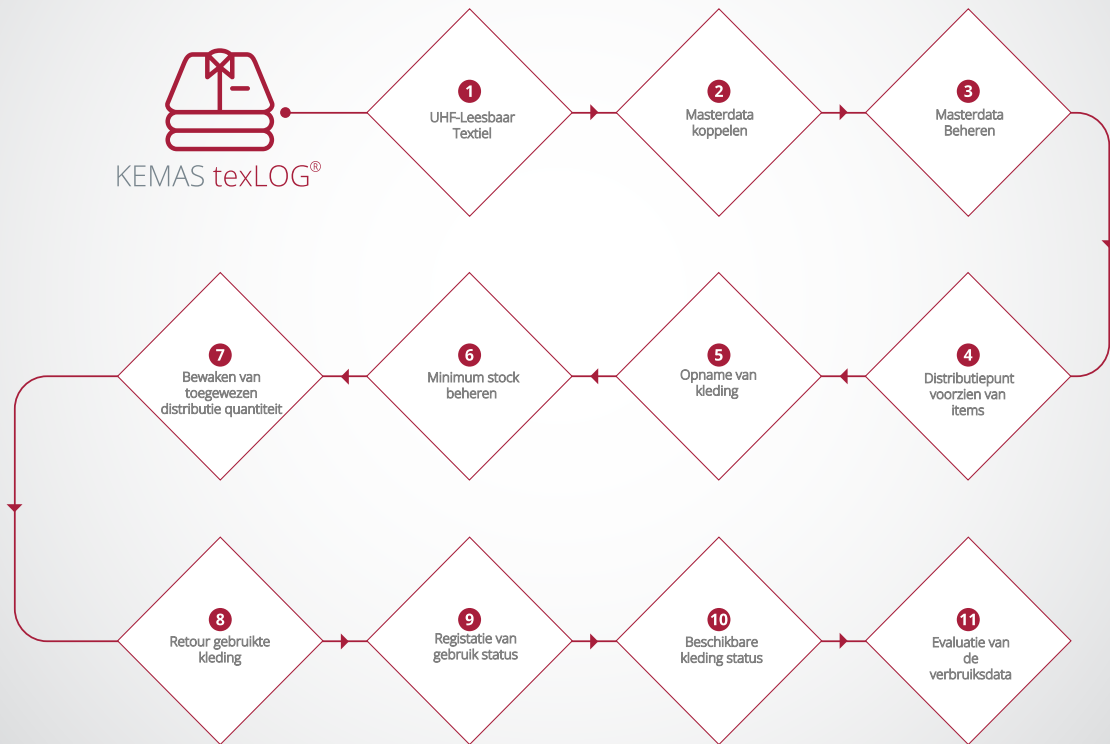 KEMAS texLOG®
1
UHF-Leesbaar
Textiel
2
Masterdata
koppelen
3
Masterdata
Beheren
4
Distributiepunt
voorzien van
items
5
Opname van
kleding
6
Minimum stock
beheren
7
Bewaken van
toegewezen
distributie quantiteit
8
Retour gebruikte
kleding
9
Registatie van
gebruik status
10
Beschikbare
kleding status
11
Evaluatie van
de
verbruiksdata